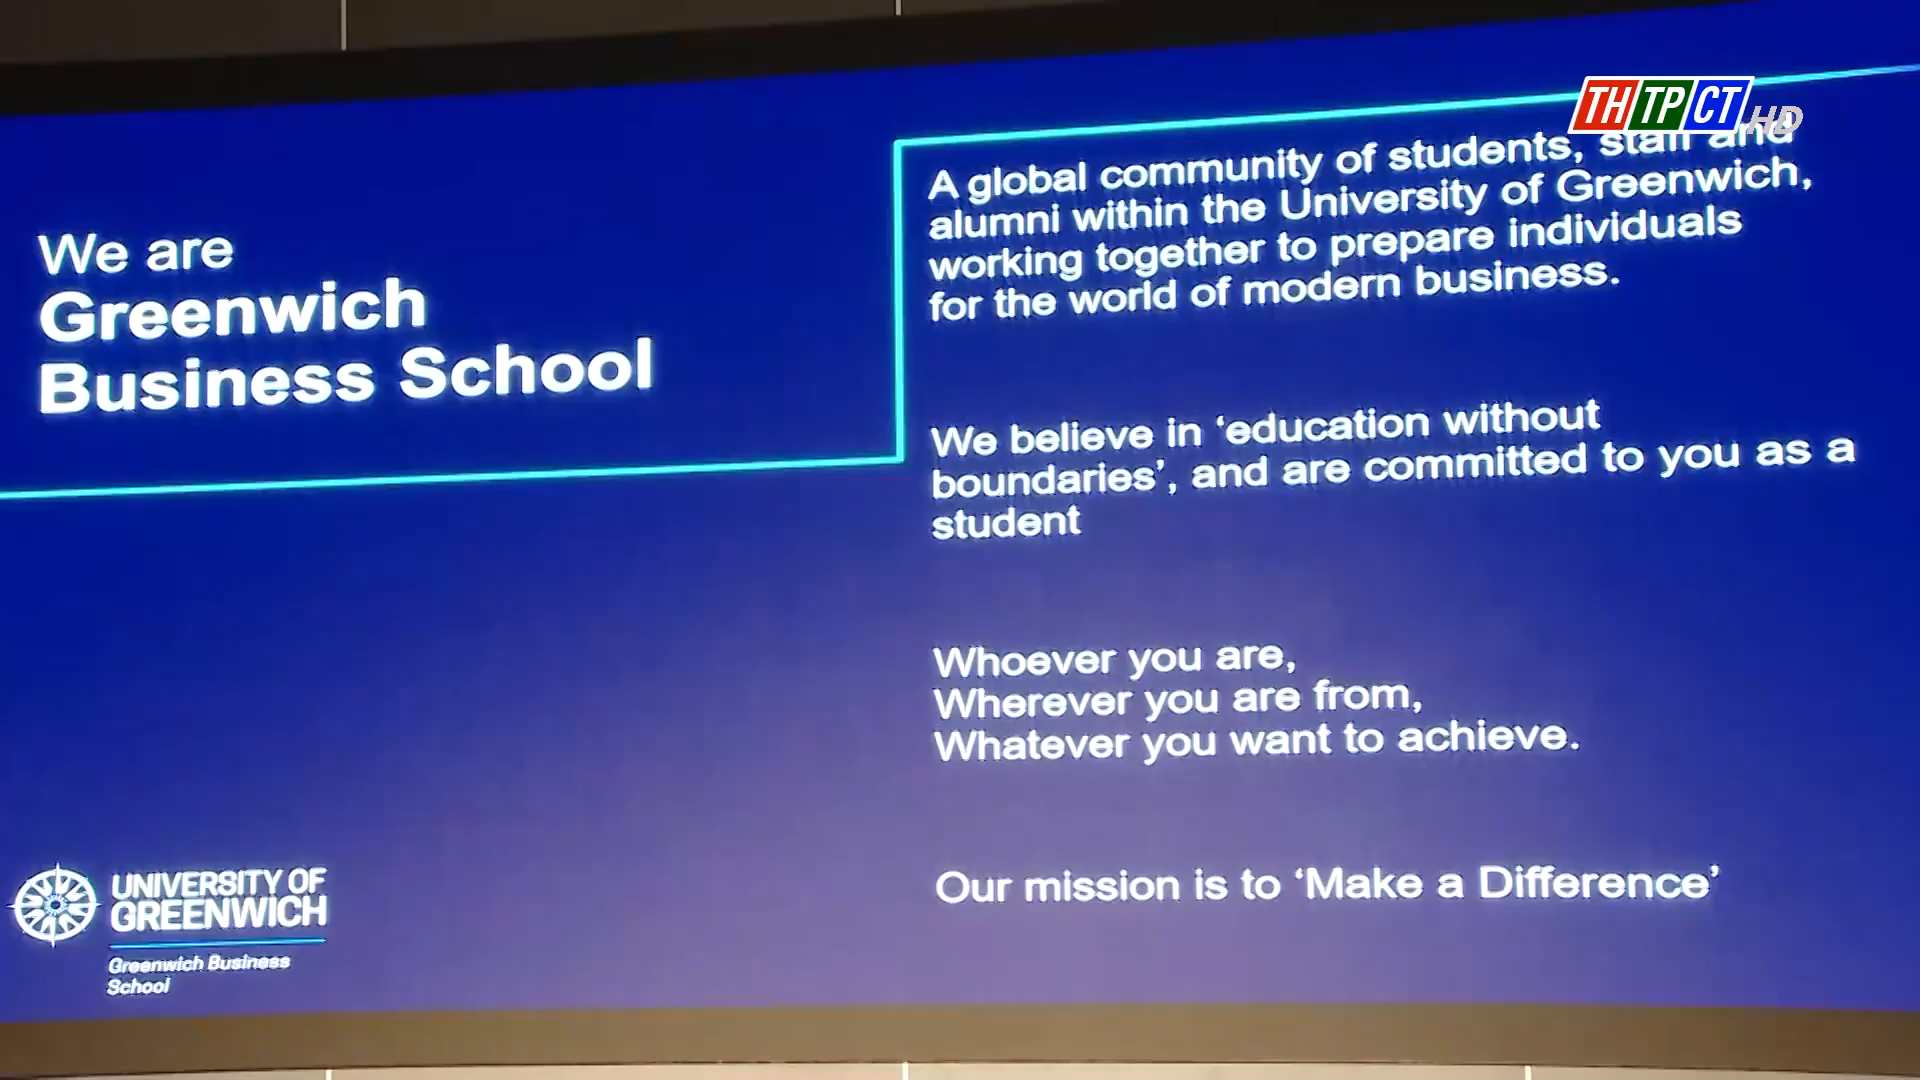 THTPCT HD
We are
Greenwich
Business School
A global community of students, staff and
alumni within the University of Greenwich,
working together to prepare individuals
for the world of modern business.
We believe in ‘education without
boundaries’, and are committed to you as a
student
Whoever you are,
Wherever you are from,
Whatever you want to achieve.
Our mission is to ‘Make a Difference’
UNIVERSITY OF
GREENWICH
Greenwich Business
School